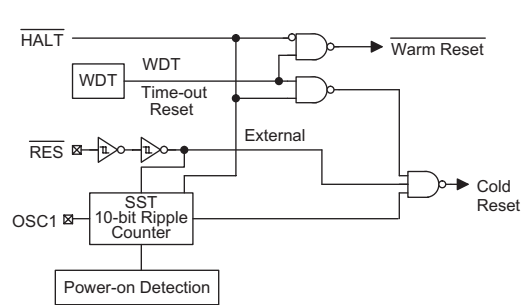 HALT
WDT
WDT
Time-out
Reset
Warm Reset
RES
External
OSC1
SST
10-bit Ripple
Counter
Cold
Reset
Power-on Detection